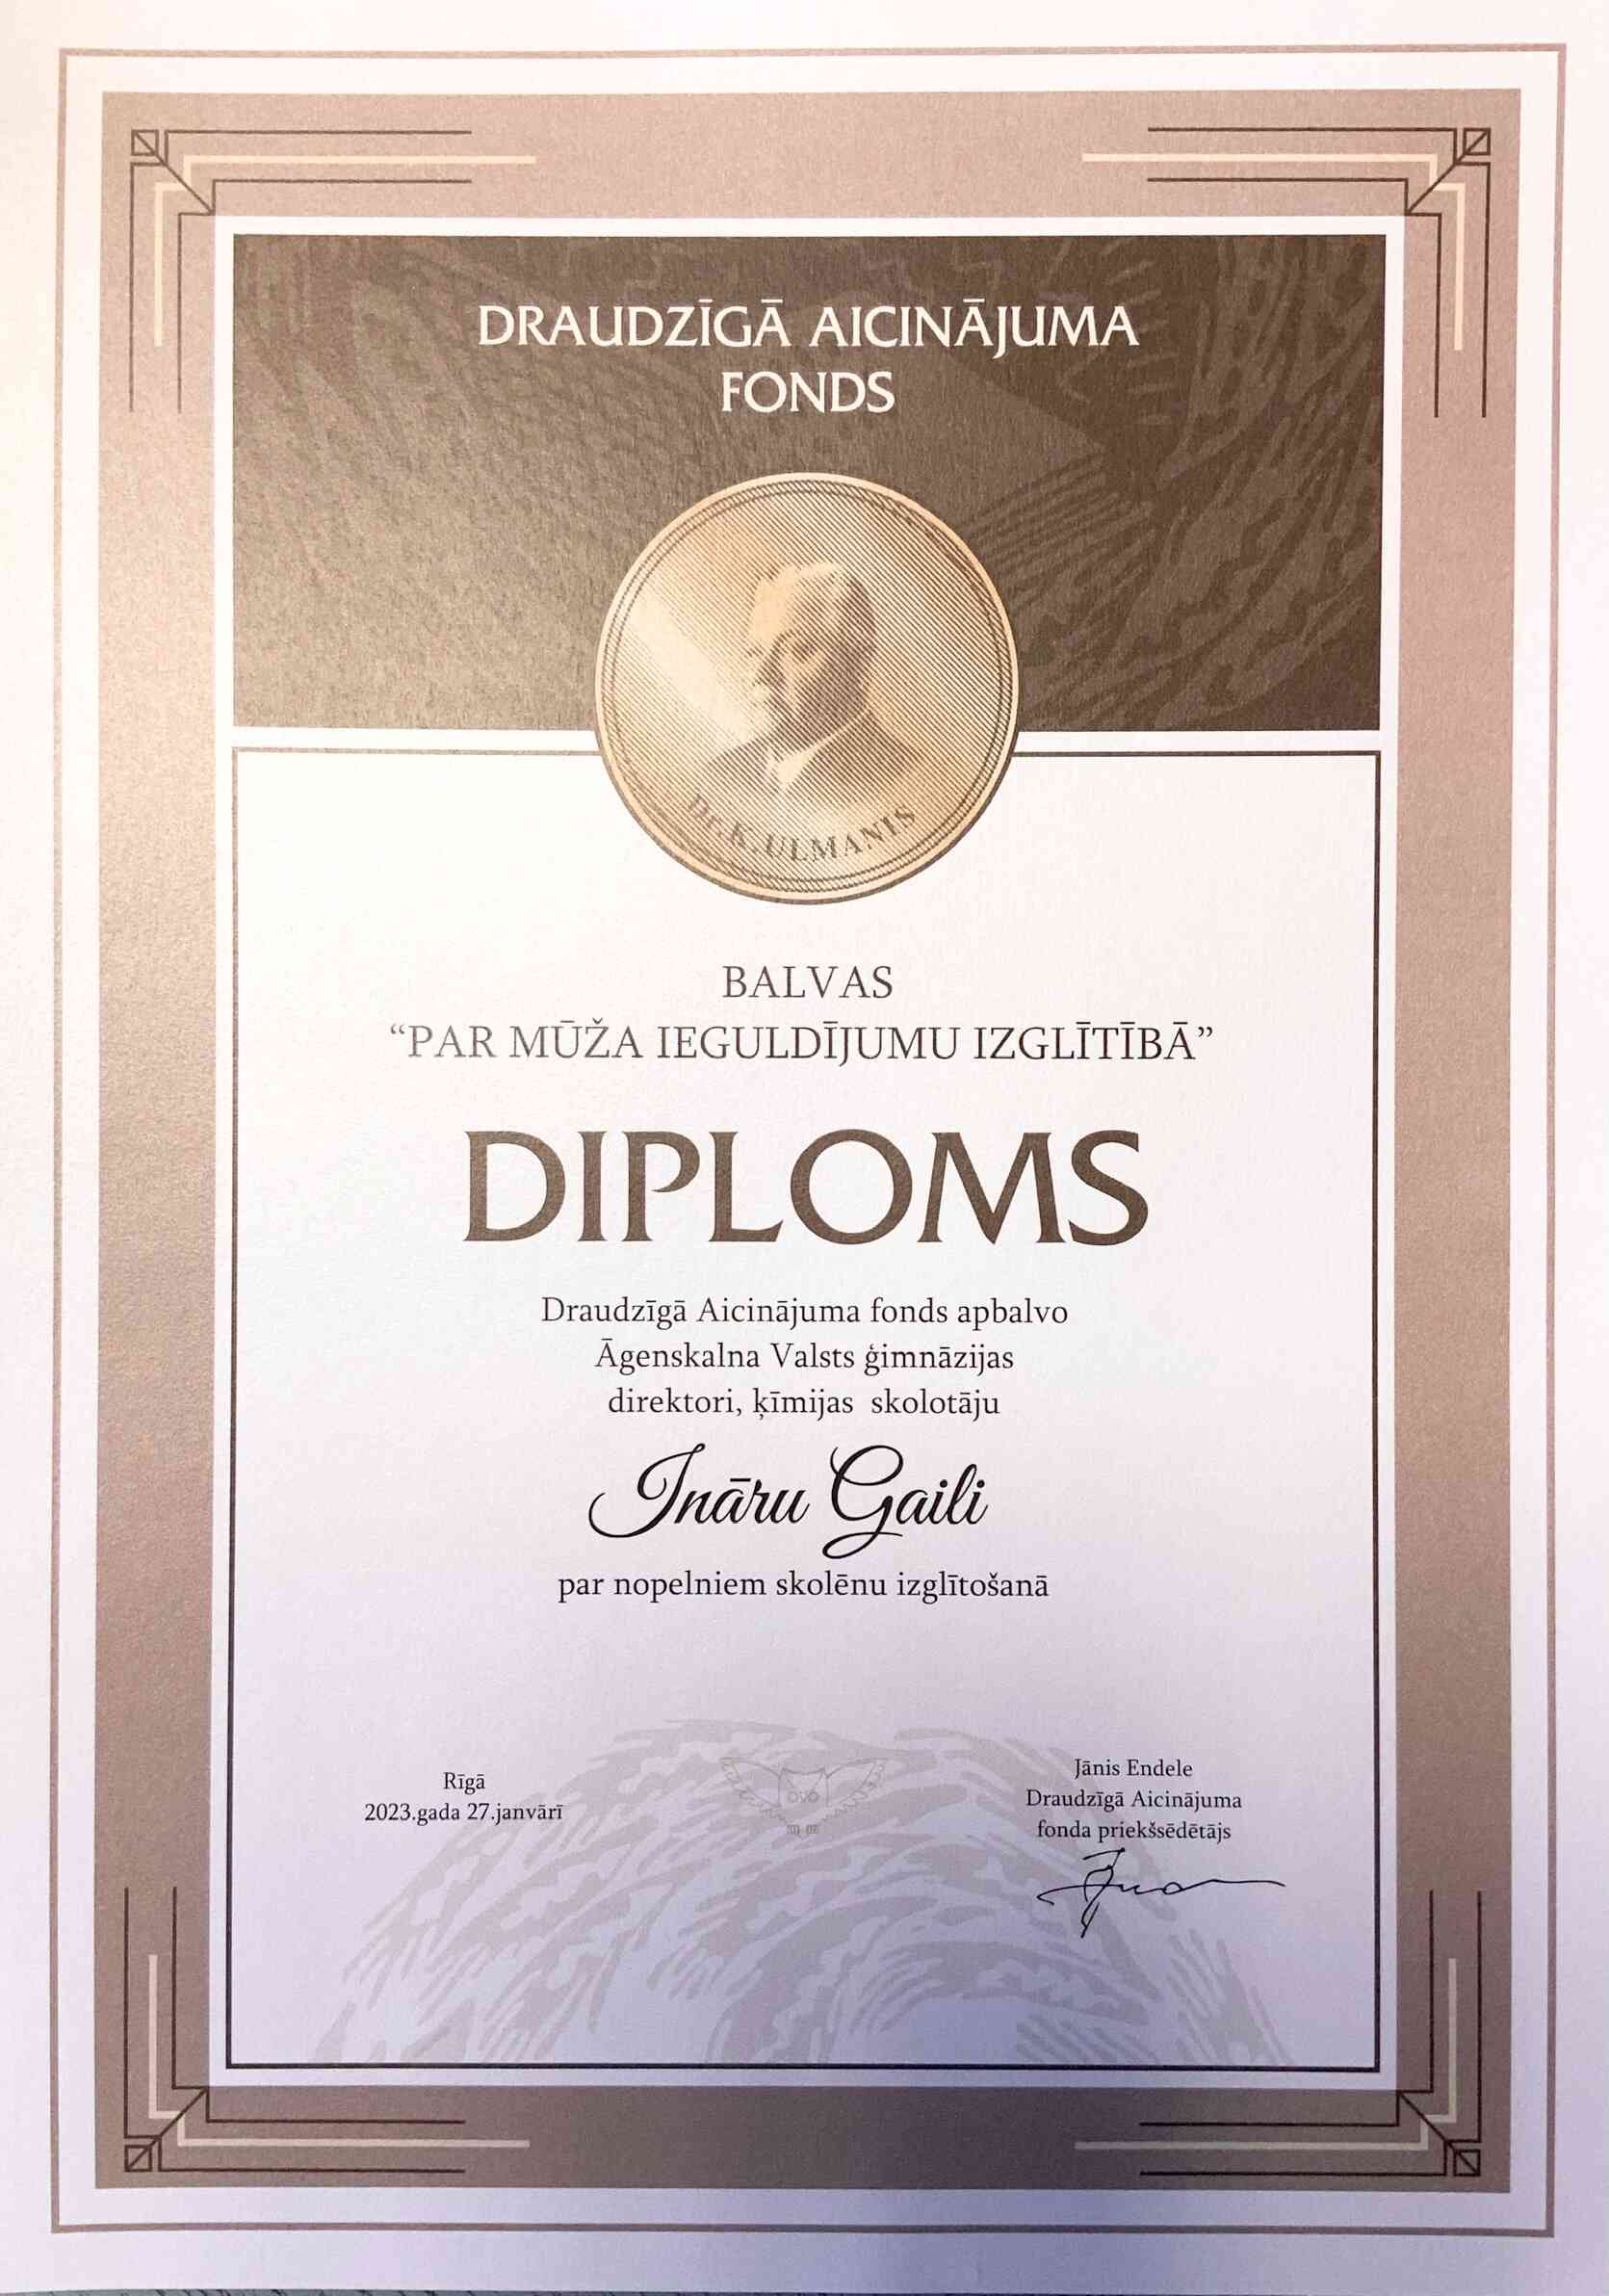 DRAUDZĪGĀ AICINĀJUMA
FONDS
Dr. K. ULMANIS
BALVAS
“PAR MŪŽA IEGULDĪJUMU IZGLĪTĪBĀ”
DIPLOMS
Draudzīgā Aicinājuma fonds apbalvo
Āgenskalna Valsts ģimnāzijas
direktori, ķīmijas skolotāju
Ināru Gaili
par nopelniem skolēnu izglītošanā
Rīgā
2023.gada 27.janvārī
Jānis Endele
Draudzīgā Aicinājuma
fonda priekšsēdētājs